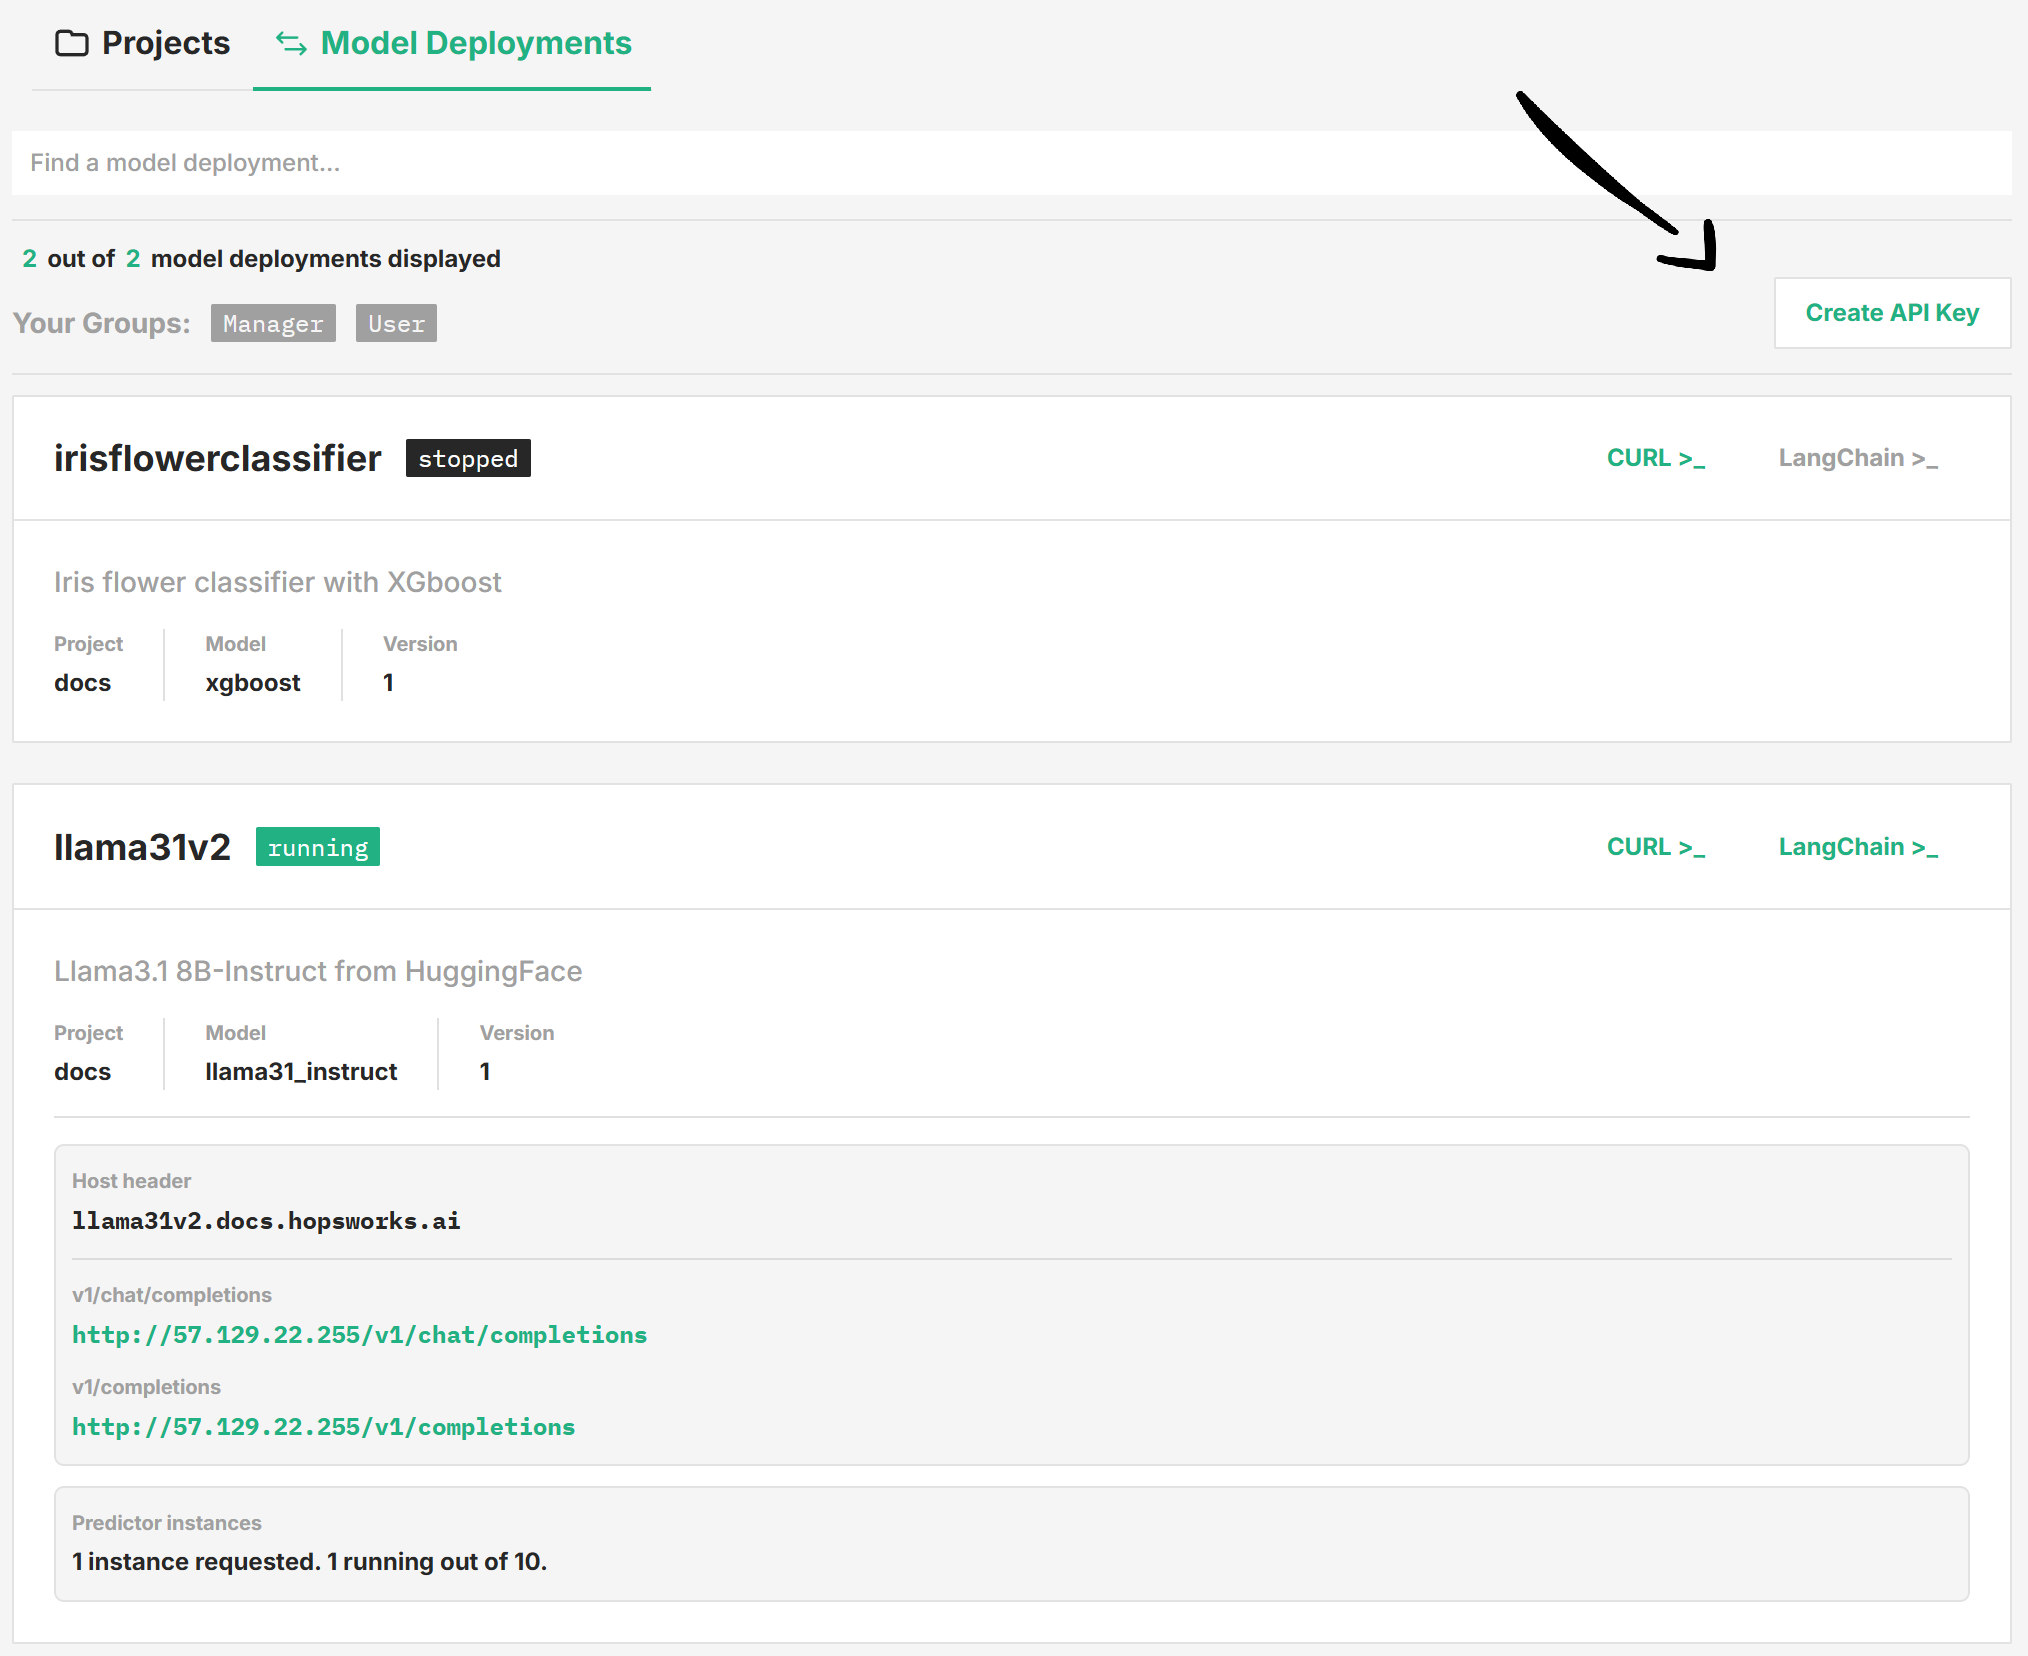 Projects Model Deployments
Find a model deployment...
2 out of 2 model deployments displayed
Your Groups: Manager User
Create API Key
irisflowerclassifier stopped CURL >_ LangChain >_
Iris flower classifier with XGboost
Project Model Version
docs xgboost 1
llama31v2 running CURL >_ LangChain >_
Llama3.1 8B-Instruct from HuggingFace
Project Model Version
docs llama31_instruct 1
Host header
llama31v2.docs.hopsworks.ai
v1/chat/completions
http://57.129.22.255/v1/chat/completions
v1/completions
http://57.129.22.255/v1/completions
Predictor instances
1 instance requested. 1 running out of 10.